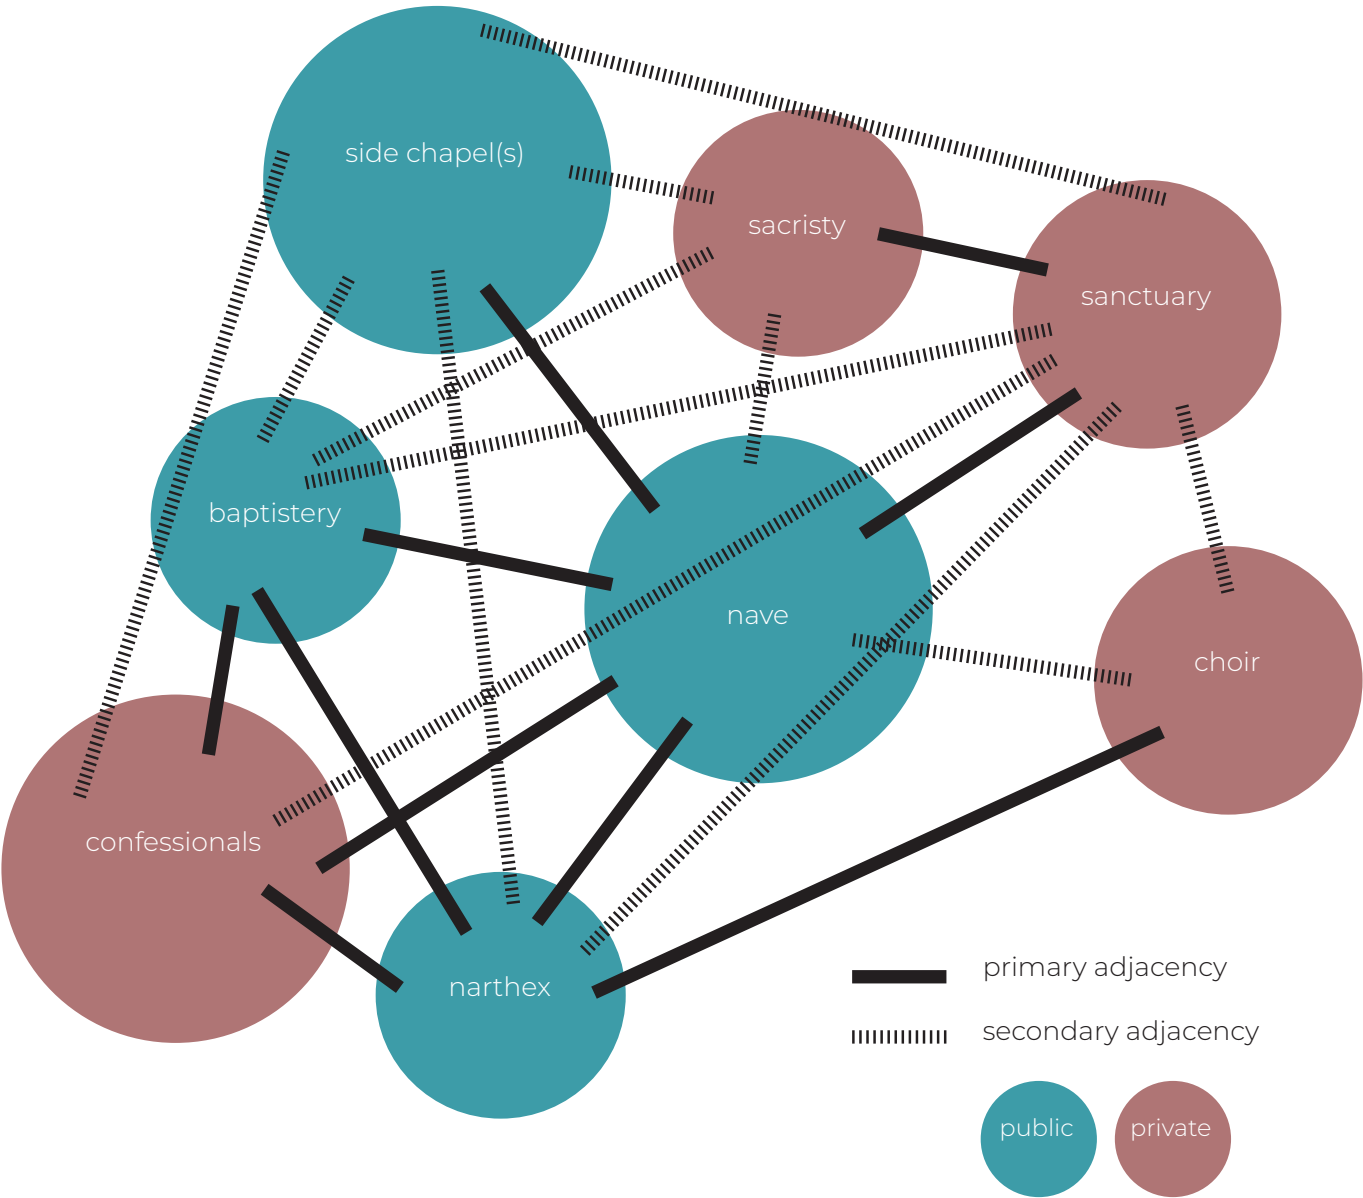 side chapel(s)
sacristy
sanctuary
baptistery
nave
choir
confessionals
narthex
primary adjacency
secondary adjacency
public
private